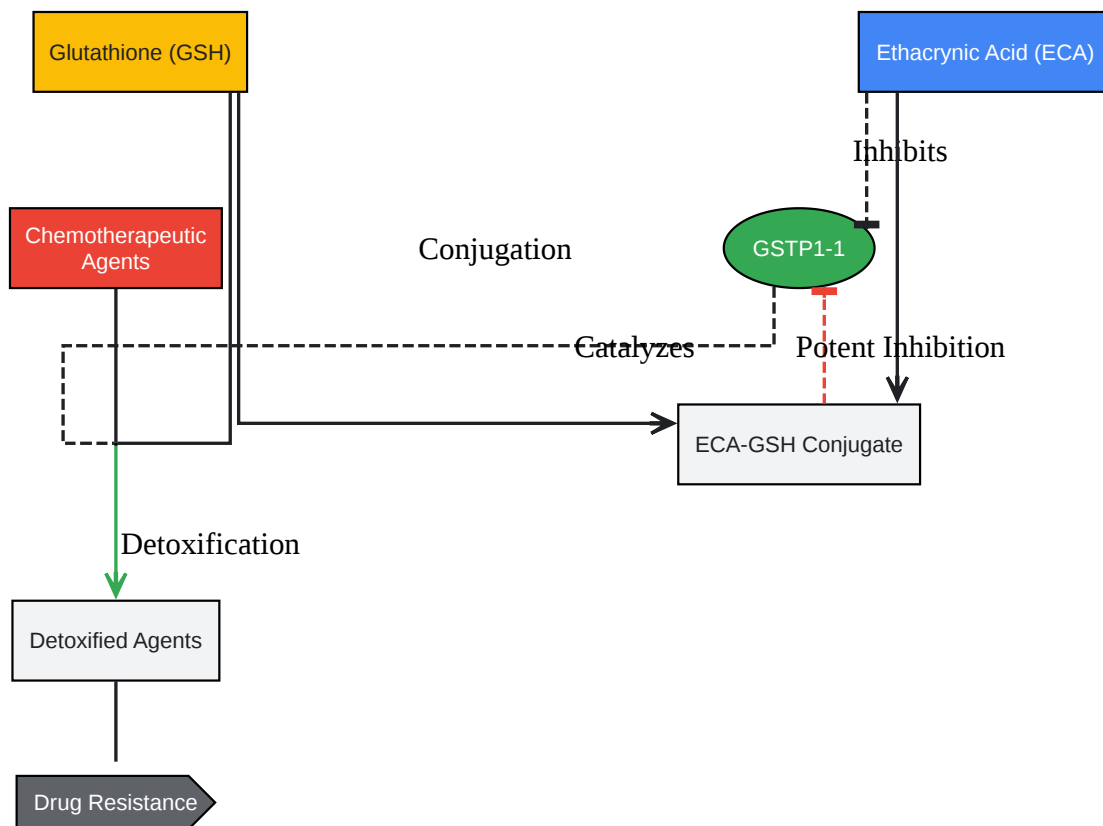 Glutathione (GSH)
Ethacrynic Acid (ECA)
Inhibits
Chemotherapeutic
Agents
Conjugation
GSTP1-1
Catalyzes
Potent Inhibition
ECA-GSH Conjugate
Detoxification
Detoxified Agents
Drug Resistance